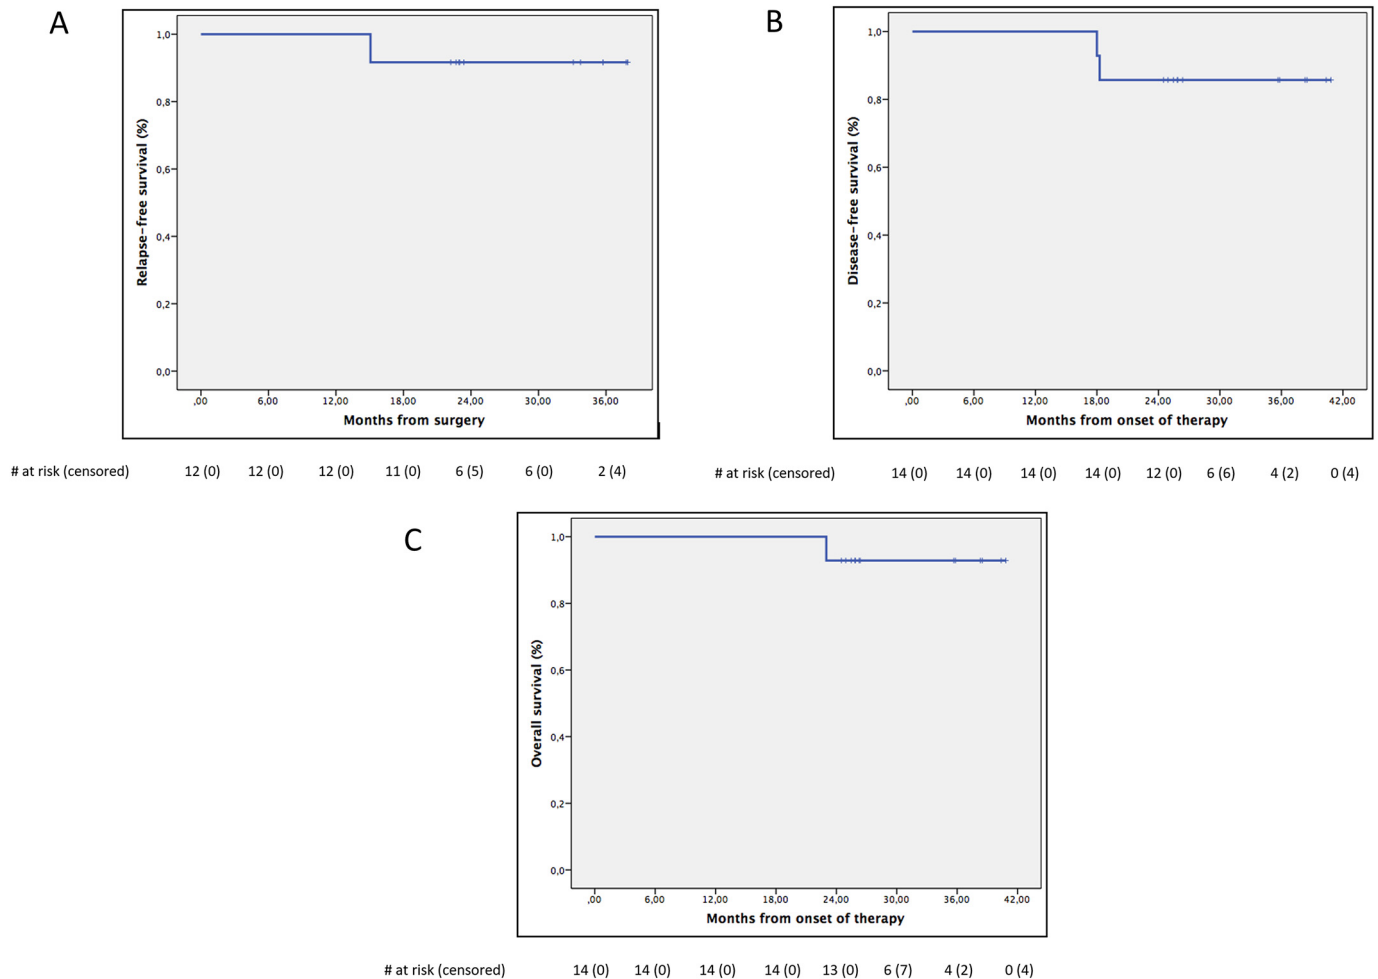 A
1,0
0,8
0,6
0,4
0,2
0,0
Relapse-free survival (%)
,00 6,00 12,00 18,00 24,00 30,00 36,00
Months from surgery
# at risk (censored) 12 (0) 12 (0) 12 (0) 11 (0) 6 (5) 6 (0) 2 (4)
B
1,0
0,8
0,6
0,4
0,2
0,0
Disease-free survival (%)
,00 6,00 12,00 18,00 24,00 30,00 36,00 42,00
Months from onset of therapy
# at risk (censored) 14 (0) 14 (0) 14 (0) 14 (0) 12 (0) 6 (6) 4 (2) 0 (4)
C
1,0
0,8
0,6
0,4
0,2
0,0
Overall survival (%)
,00 6,00 12,00 18,00 24,00 30,00 36,00 42,00
Months from onset of therapy
# at risk (censored) 14 (0) 14 (0) 14 (0) 14 (0) 13 (0) 6 (7) 4 (2) 0 (4)